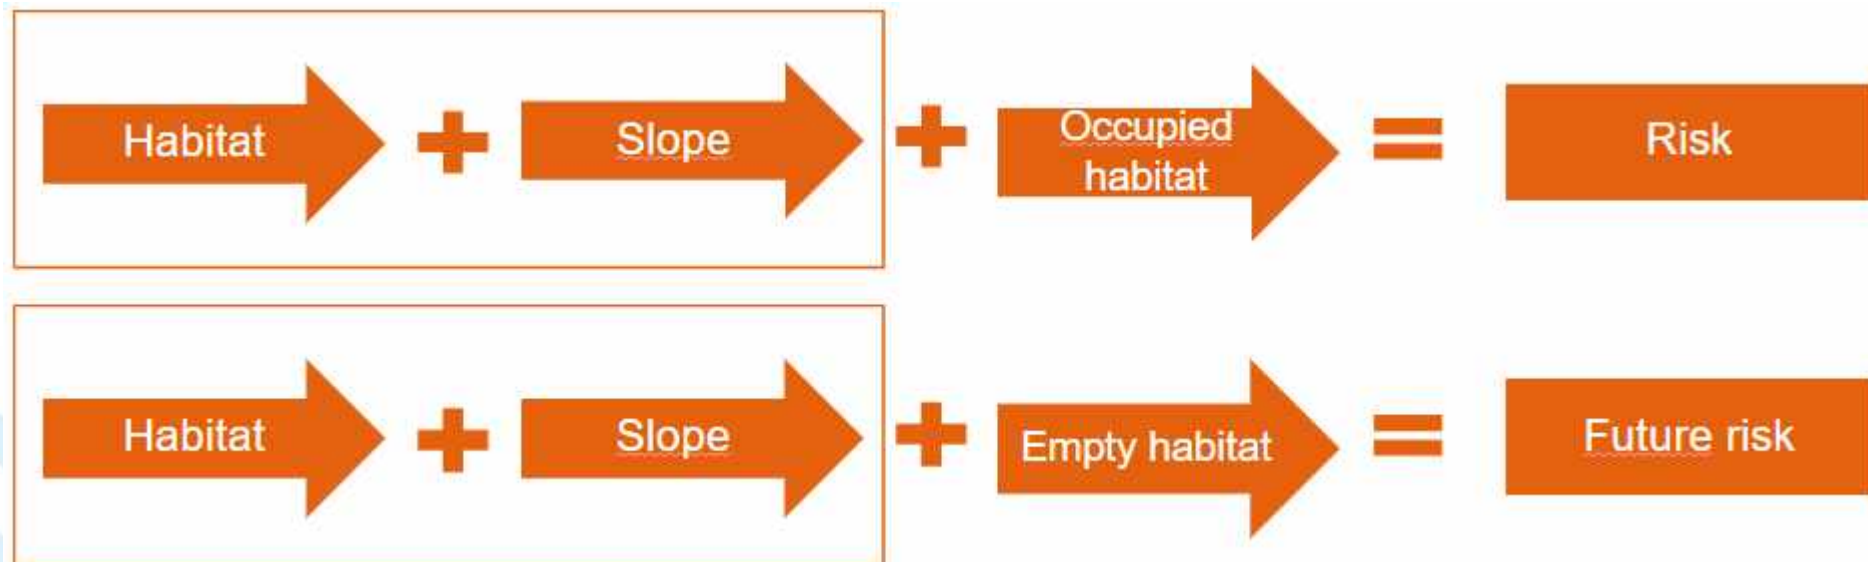 Habitat
Slope
Occupied
habitat
Risk
Habitat
Slope
Empty habitat
Future risk